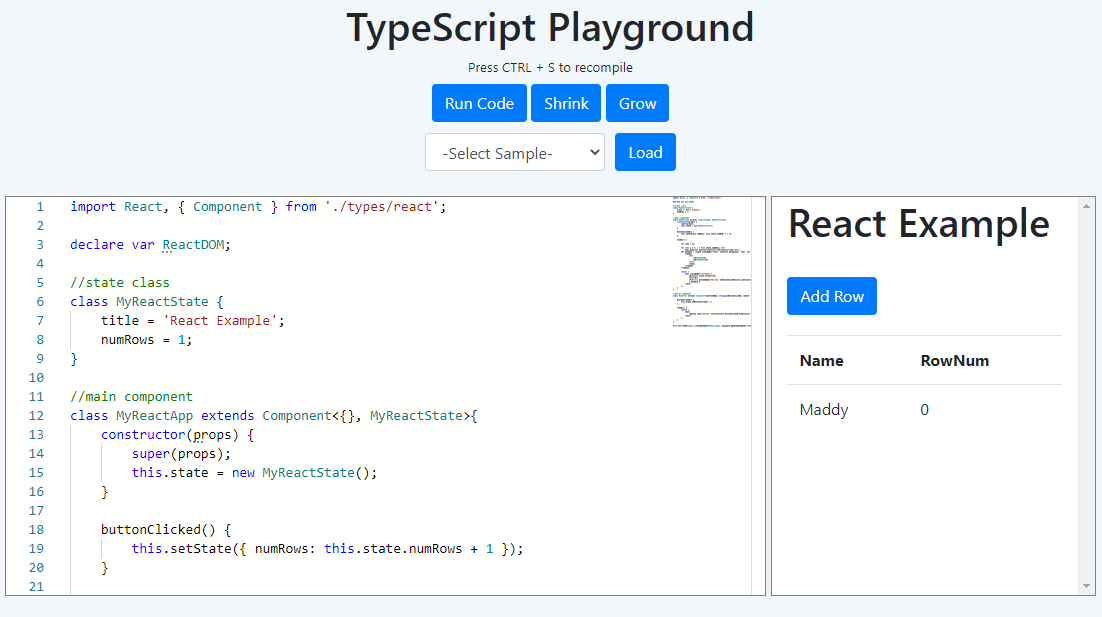 TypeScript Playground
Press CTRL + S to recompile
Run Code Shrink Grow
-Select Sample- Load
1 import React, { Component } from './types/react';
2
3 declare var ReactDOM;
4
5 //state class
6 class MyReactState {
7     title = 'React Example';
8     numRows = 1;
9 }
10
11 //main component
12 class MyReactApp extends Component<{}, MyReactState>{
13     constructor(props) {
14         super(props);
15         this.state = new MyReactState();
16     }
17
18     buttonClicked() {
19         this.setState({ numRows: this.state.numRows + 1 });
20     }
21
React Example
Add Row
Name RowNum
Maddy 0